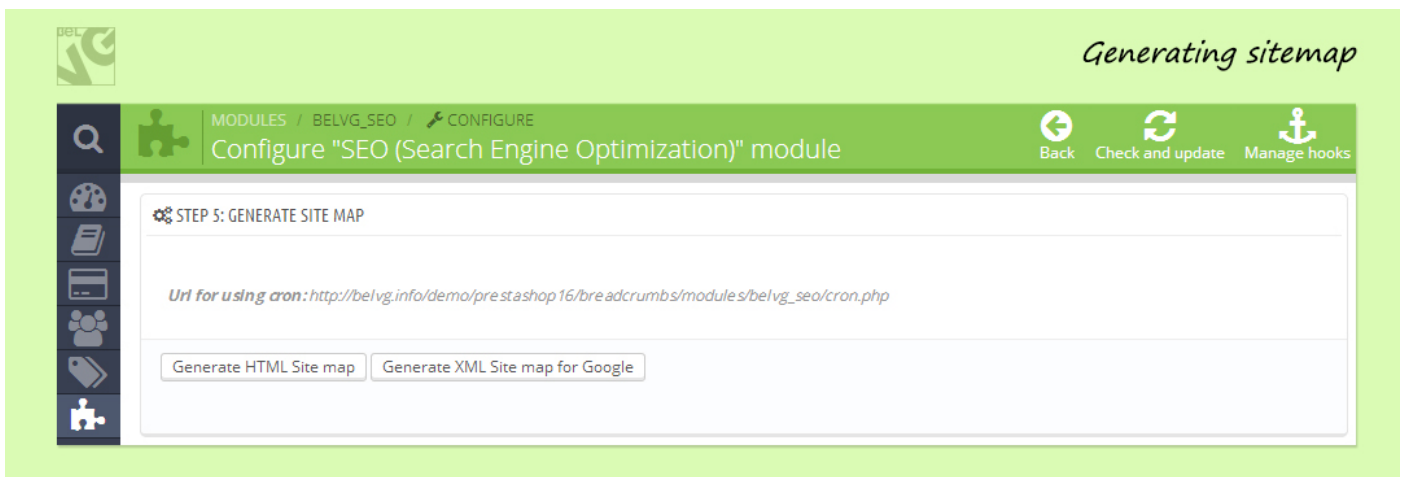 BEL
VG
Generating sitemap
MODULES / BELVG_SEO / CONFIGURE
Configure "SEO (Search Engine Optimization)" module
Back
Check and update
Manage hooks
STEP 5: GENERATE SITE MAP
Url for using cron: http://belvg.info/demo/prestashop16/breadcrumbs/modules/belvg_seo/cron.php
Generate HTML Site map
Generate XML Site map for Google